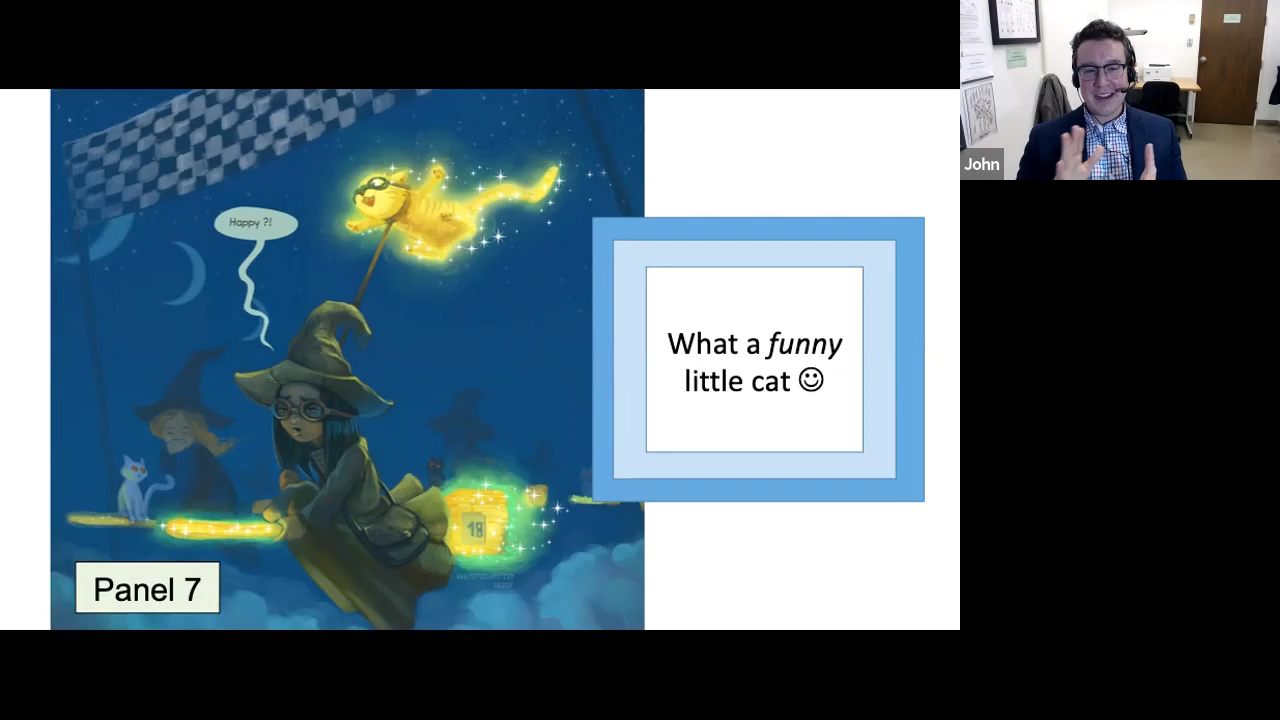 John
Happy ?!
What a funny
little cat ☺
18
Panel 7